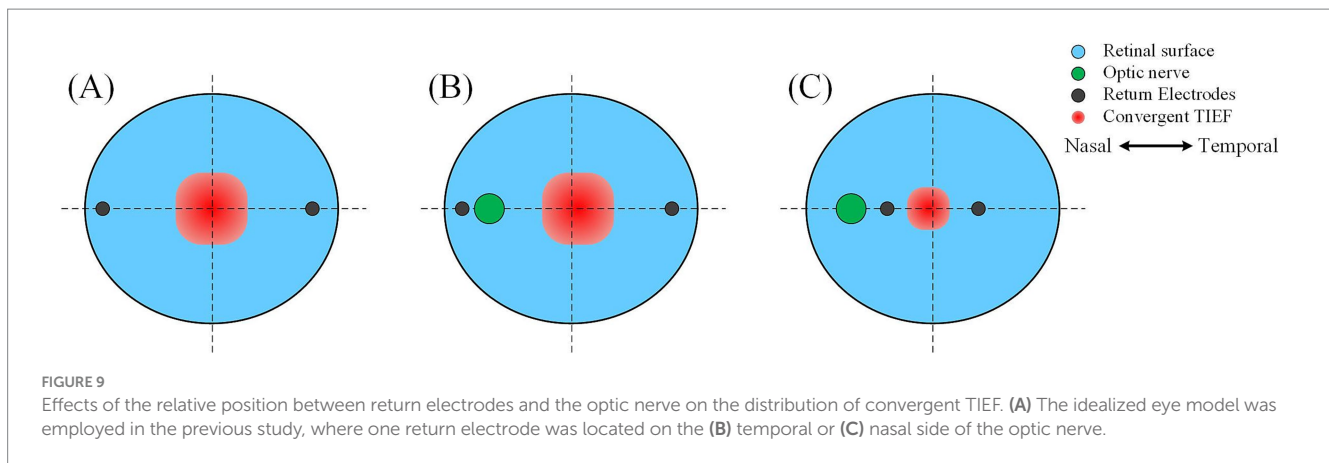 (A)
(B)
(C)
Retinal surface
Optic nerve
Return Electrodes
Convergent TIEF
Nasal Temporal
FIGURE 9
Effects of the relative position between return electrodes and the optic nerve on the distribution of convergent TIEF. (A) The idealized eye model was
employed in the previous study, where one return electrode was located on the (B) temporal or (C) nasal side of the optic nerve.